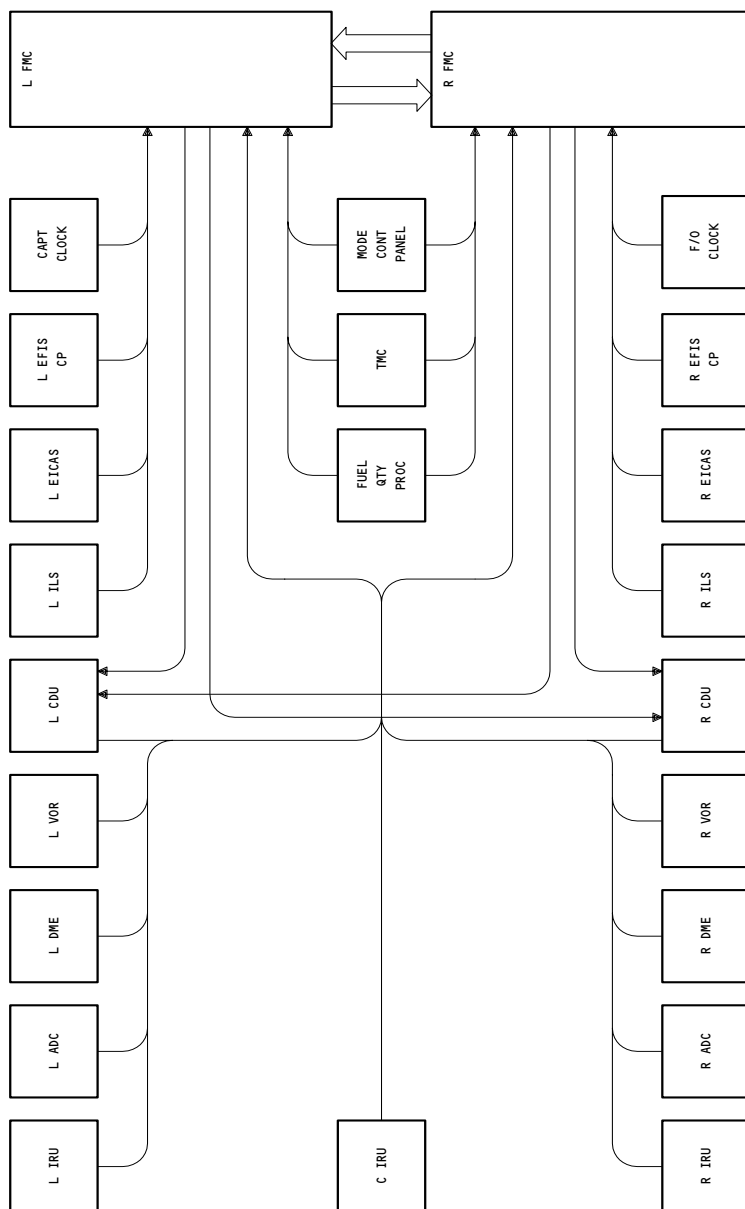 L FMC
R FMC
CAPT
CLOCK
MODE
CONT
PANEL
F/O
CLOCK
L EFIS
CP
TMC
R EFIS
CP
L EICAS
FUEL
QTY
PROC
R EICAS
L ILS
R ILS
L CDU
R CDU
L VOR
R VOR
L DME
R DME
L ADC
R ADC
L IRU
C IRU
R IRU